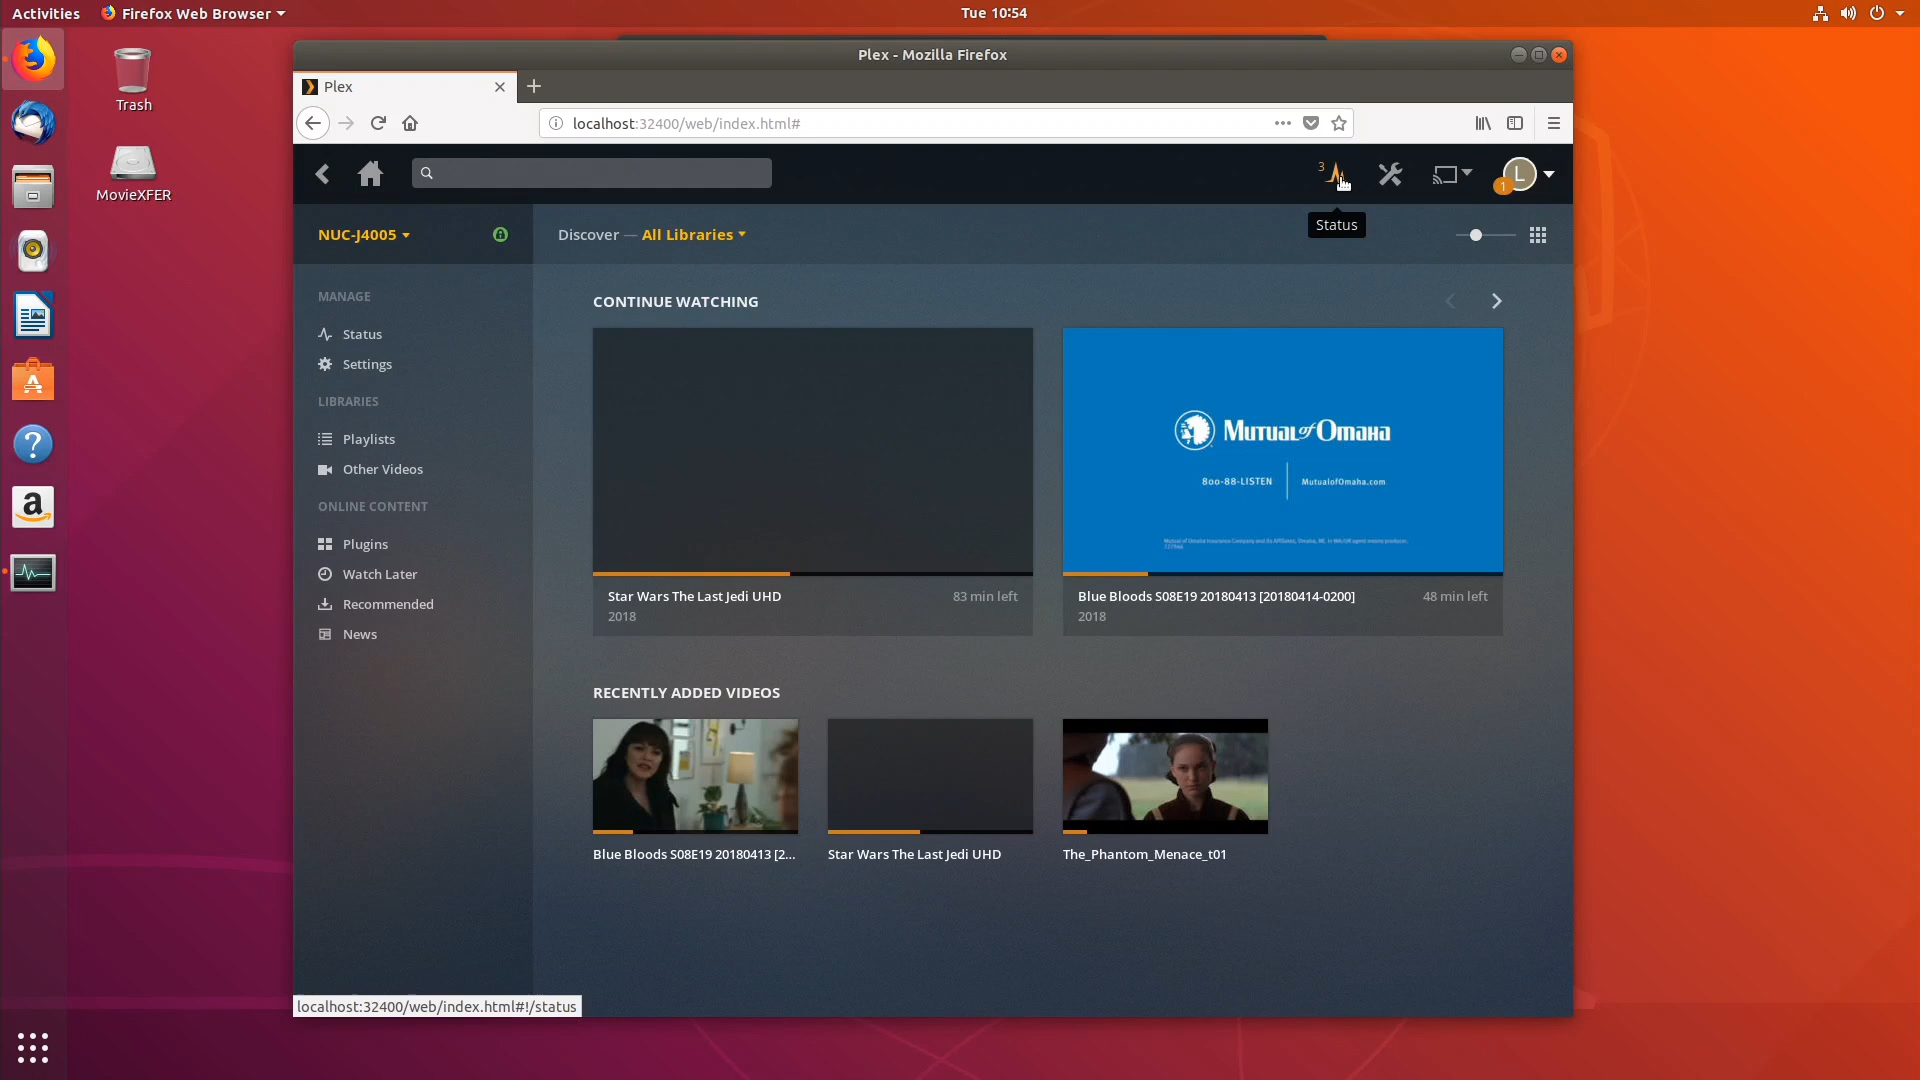 Activities
Firefox Web Browser
Tue 10:54
Trash
MovieXFER
Plex - Mozilla Firefox
Plex
localhost:32400/web/index.html#
3
L
1
Status
NUC-J4005
Discover — All Libraries
MANAGE
Status
Settings
LIBRARIES
Playlists
Other Videos
ONLINE CONTENT
Plugins
Watch Later
Recommended
News
CONTINUE WATCHING
Mutual of Omaha
800-88-LISTEN
MutualofOmaha.com
Star Wars The Last Jedi UHD
83 min left
2018
Blue Bloods S08E19 20180413 [20180414-0200]
48 min left
2018
RECENTLY ADDED VIDEOS
Blue Bloods S08E19 20180413 [2...
Star Wars The Last Jedi UHD
The_Phantom_Menace_t01
localhost:32400/web/index.html#!/status